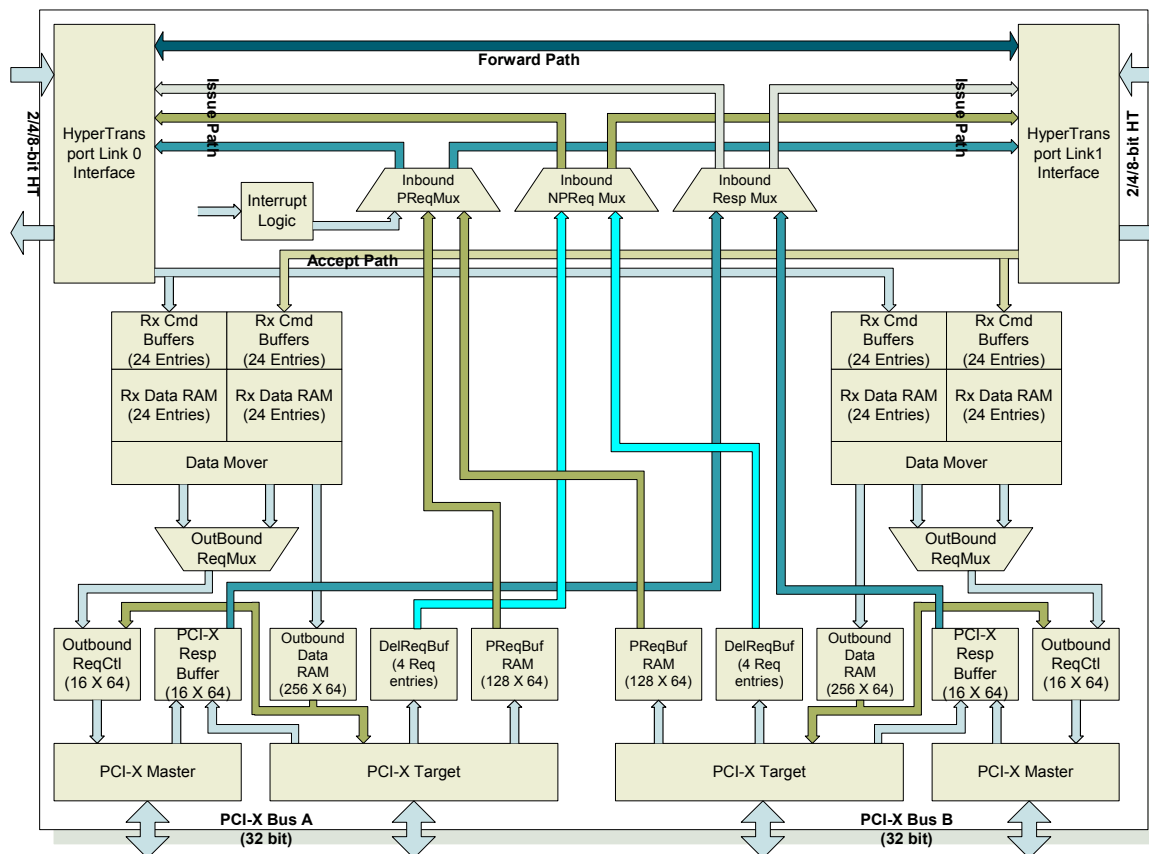 Forward Path
Issue Path
Issue Path
2/4/8-bit HT
HyperTrans
port Link 0
Interface
HyperTrans
port Link1
Interface
2/4/8-bit HT
Inbound
PReqMux
Inbound
NPReq Mux
Inbound
Resp Mux
Interrupt
Logic
Accept Path
Rx Cmd
Buffers
(24 Entries)
Rx Cmd
Buffers
(24 Entries)
Rx Data RAM
(24 Entries)
Rx Data RAM
(24 Entries)
Data Mover
Rx Cmd
Buffers
(24 Entries)
Rx Cmd
Buffers
(24 Entries)
Rx Data RAM
(24 Entries)
Rx Data RAM
(24 Entries)
Data Mover
OutBound
ReqMux
OutBound
ReqMux
Outbound
ReqCtl
(16 X 64)
PCI-X
Resp
Buffer
(16 X 64)
Outbound
Data
RAM
(256 X 64)
DelReqBuf
(4 Req
entries)
PReqBuf
RAM
(128 X 64)
PReqBuf
RAM
(128 X 64)
DelReqBuf
(4 Req
entries)
Outbound
Data
RAM
(256 X 64)
PCI-X
Resp
Buffer
(16 X 64)
Outbound
ReqCtl
(16 X 64)
PCI-X Master
PCI-X Target
PCI-X Target
PCI-X Master
PCI-X Bus A
(32 bit)
PCI-X Bus B
(32 bit)